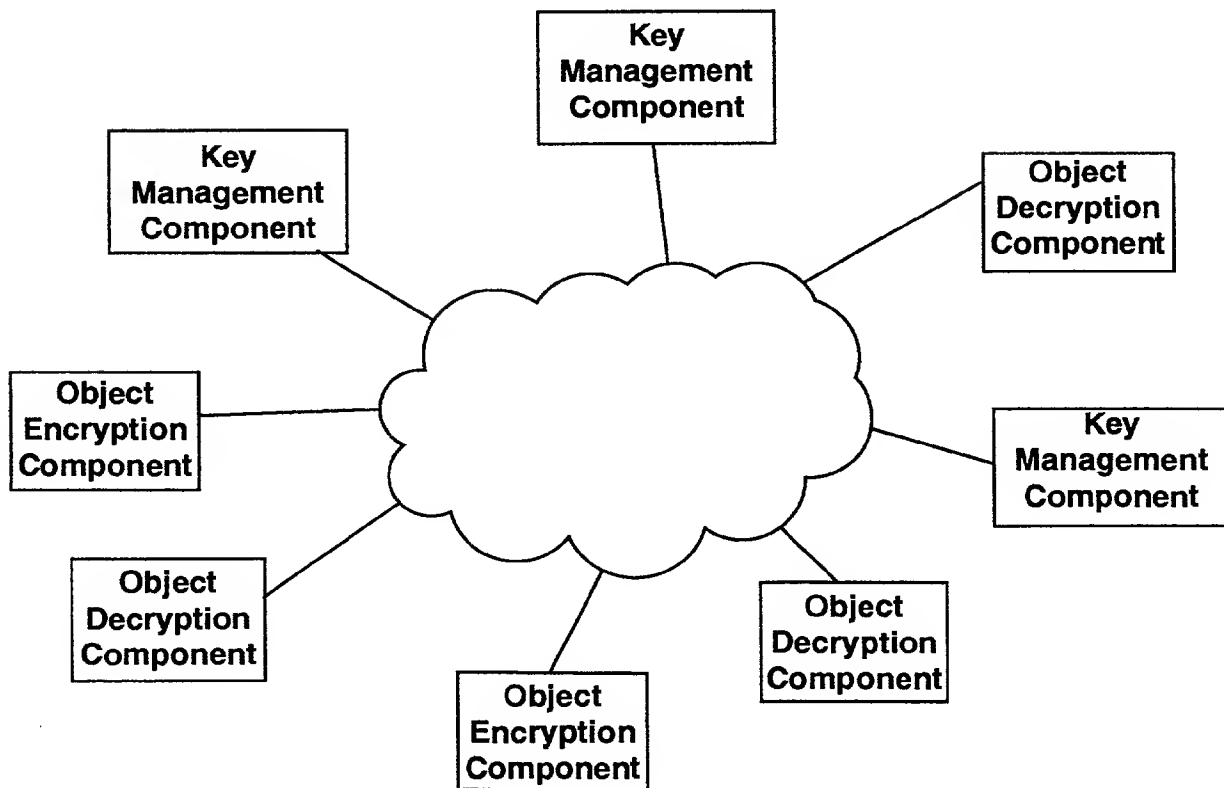 Key
Management
Component
Key
Management
Component
Object
Decryption
Component
Object
Encryption
Component
Key
Management
Component
Object
Decryption
Component
Object
Decryption
Component
Object
Encryption
Component